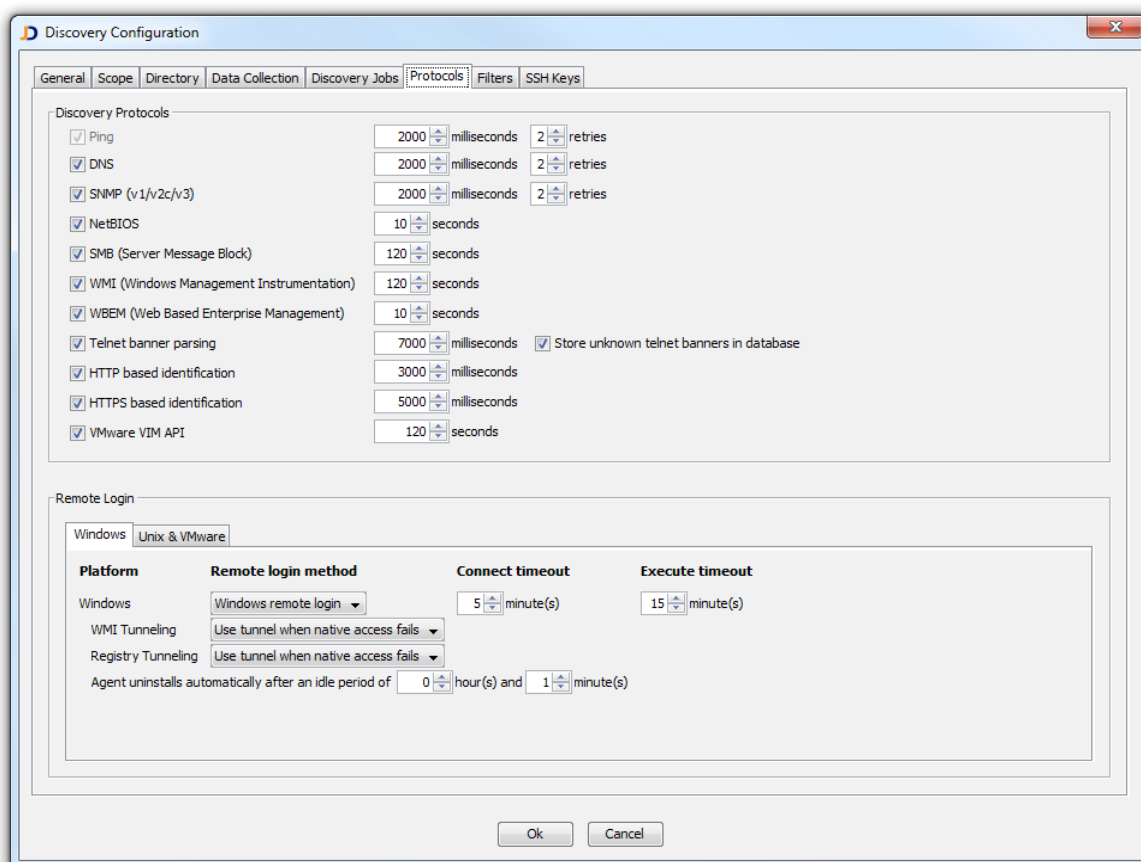 JD Discovery Configuration
General Scope Directory Data Collection Discovery Jobs Protocols Filters SSH Keys
Discovery Protocols
Ping 2000 milliseconds 2 retries
DNS 2000 milliseconds 2 retries
SNMP (v1/v2c/v3) 2000 milliseconds 2 retries
NetBIOS 10 seconds
SMB (Server Message Block) 120 seconds
WMI (Windows Management Instrumentation) 120 seconds
WBEM (Web Based Enterprise Management) 10 seconds
Telnet banner parsing 7000 milliseconds Store unknown telnet banners in database
HTTP based identification 3000 milliseconds
HTTPS based identification 5000 milliseconds
VMware VIM API 120 seconds
Remote Login
Windows Unix & VMware
Platform Remote login method Connect timeout Execute timeout
Windows Windows remote login 5 minute(s) 15 minute(s)
WMI Tunneling Use tunnel when native access fails
Registry Tunneling Use tunnel when native access fails
Agent uninstalls automatically after an idle period of 0 hour(s) and 1 minute(s)
Ok Cancel